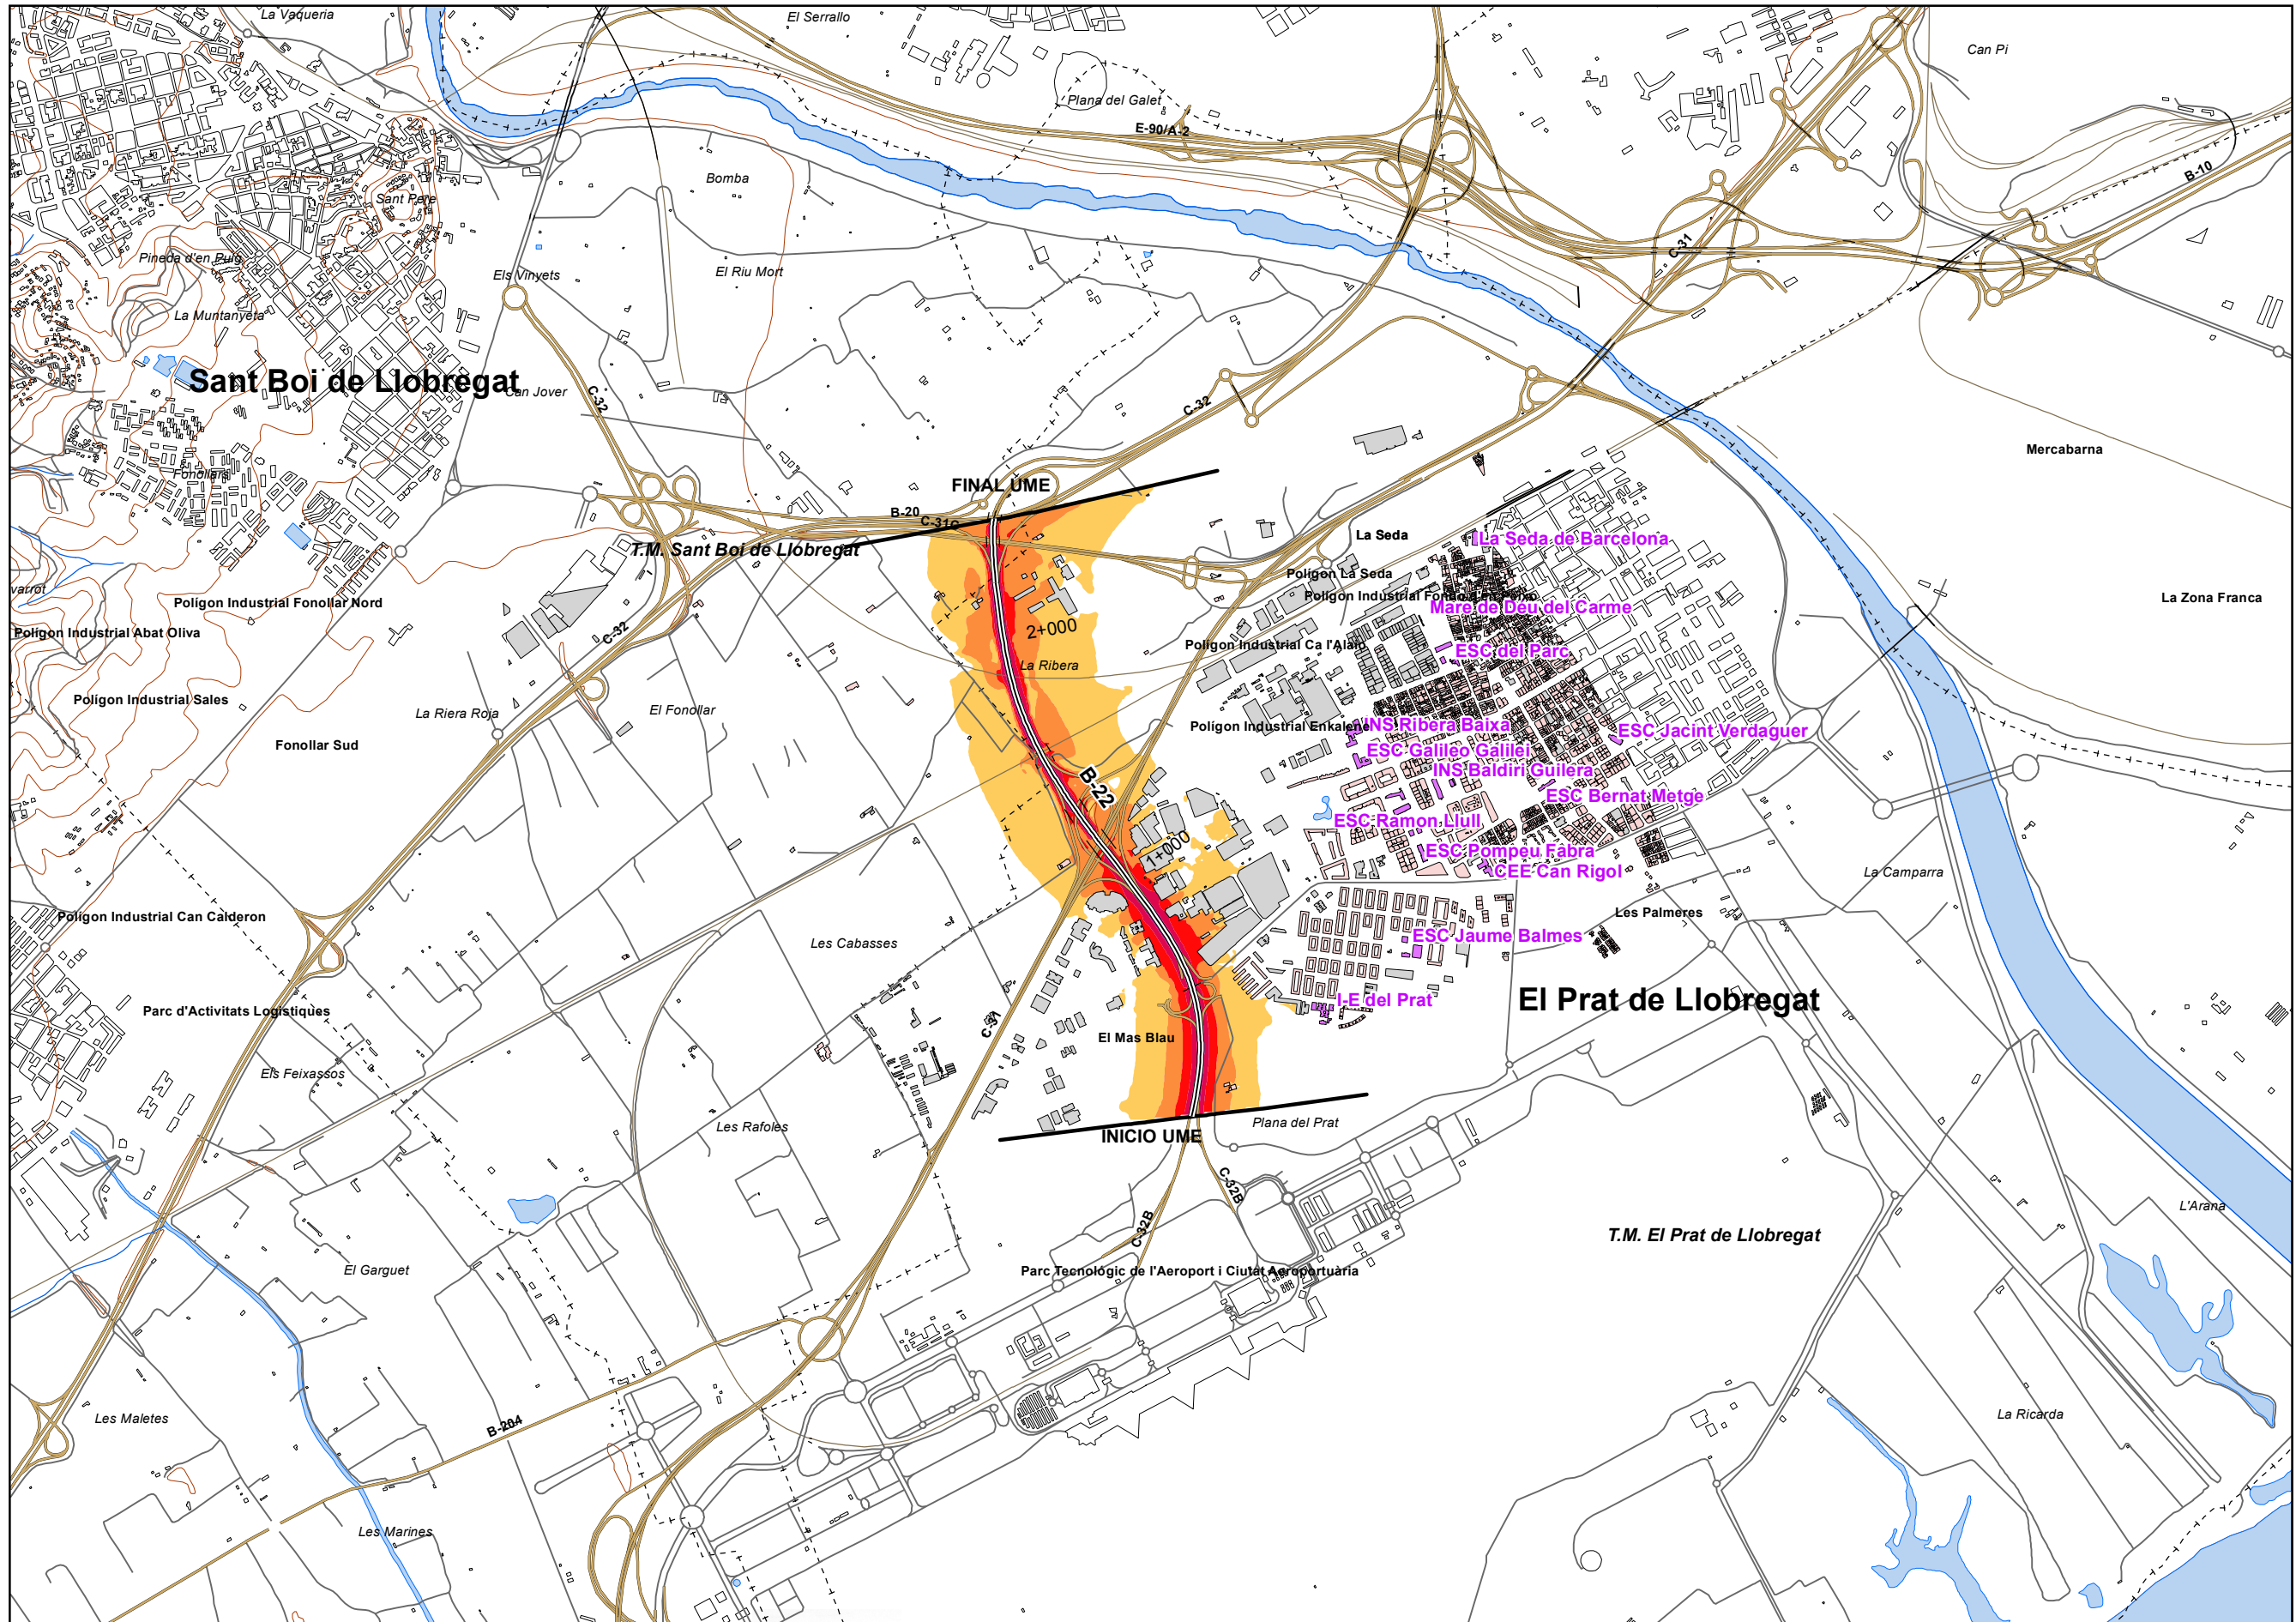 La Vaqueria
El Serrallo
Can Pi
Plana del Galet
E-90/A-2
B-10
Bomba
Sant Pere
C-31
Pineda d'en Puig
Els Vinyets
El Riu Mort
La Muntanyeta
Sant Boi de Llobregat
Can Jover
C-32
C-32
Mercabarna
Fonollars
FINAL UME
B-20
C-31C
La Seda
La Seda de Barcelona
T.M. Sant Boi de Llobregat
Polígon La Seda
varrot
Polígon Industrial Fonollar Nord
Mare de Déu del Carme
La Zona Franca
Polígon Industrial Abat Oliva
C-32
2+000
Polígon Industrial Ca l'Alaio
ESC del Parc
La Ribera
Polígon Industrial Sales
La Riera Roja
El Fonollar
Polígon Industrial Enkalene
INS Ribera Baixa
ESC Jacint Verdaguer
Fonollar Sud
ESC Galileo Galilei
INS Baldiri Guilera
B-22
ESC Bernat Metge
ESC Ramon Llull
1+000
ESC Pompeu Fabra
CEE Can Rigol
La Camparra
Polígon Industrial Can Calderon
Les Palmeres
Les Cabasses
ESC Jaume Balmes
I-E del Prat
El Prat de Llobregat
Parc d'Activitats Logístiques
C-31
El Mas Blau
Els Feixassos
Les Rafoles
Plana del Prat
INICIO UME
C-32B
C-32B
L'Arana
T.M. El Prat de Llobregat
El Garguet
Parc Tecnològic de l'Aeroport i Ciutat Aeroportuària
Les Maletes
B-204
La Ricarda
Les Marines